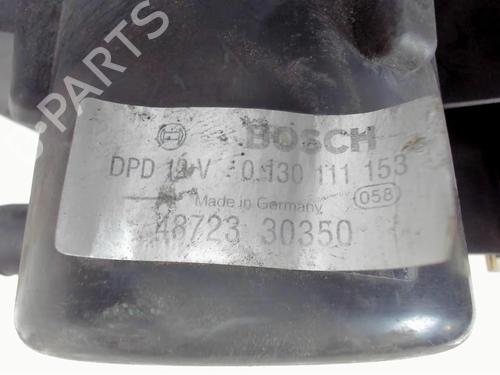 PARTS
BOSCH
DPD 12 V 0 130 111 153
Made in Germany 058
48723 30350